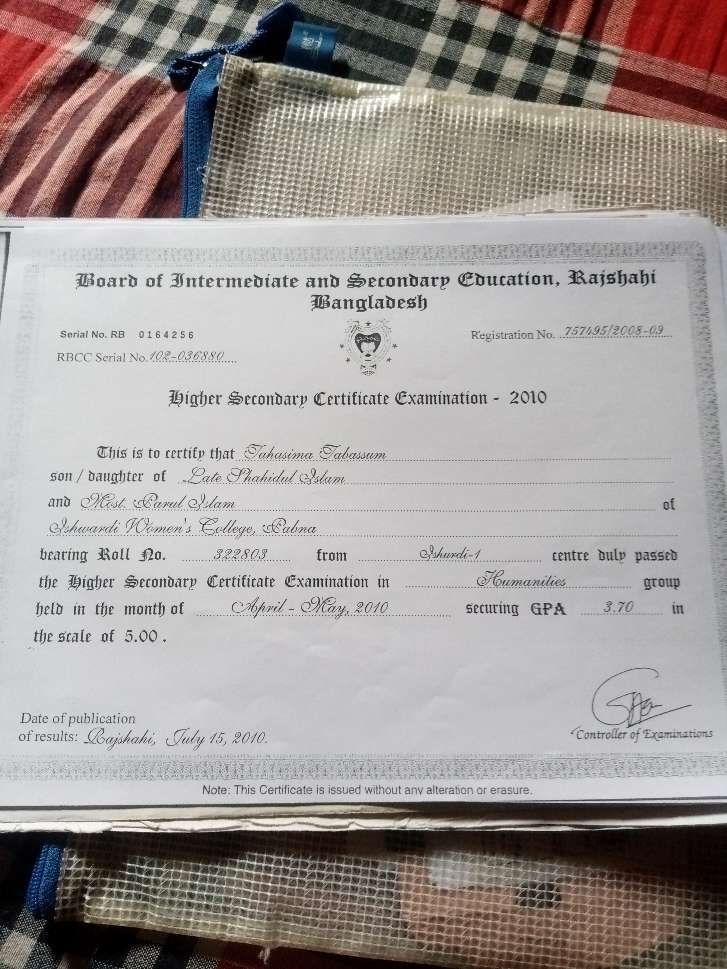 Board of Intermediate and Secondary Education, Rajshahi
Bangladesh
Serial No. RB 0164256
Registration No. 757495/2008-09
RBCC Serial No. 102-036880
Higher Secondary Certificate Examination - 2010
This is to certify that Tahasima Tabassum
son / daughter of Late Shahidul Islam
and Most. Parul Islam of
Ishwardi Women's College, Pabna
bearing Roll No. 322803 from Ishurdi-1 centre duly passed
the Higher Secondary Certificate Examination in Humanities group
held in the month of April - May, 2010 securing GPA 3.70 in
the scale of 5.00 .
Date of publication
of results: Rajshahi, July 15, 2010.
Controller of Examinations
Note: This Certificate is issued without any alteration or erasure.